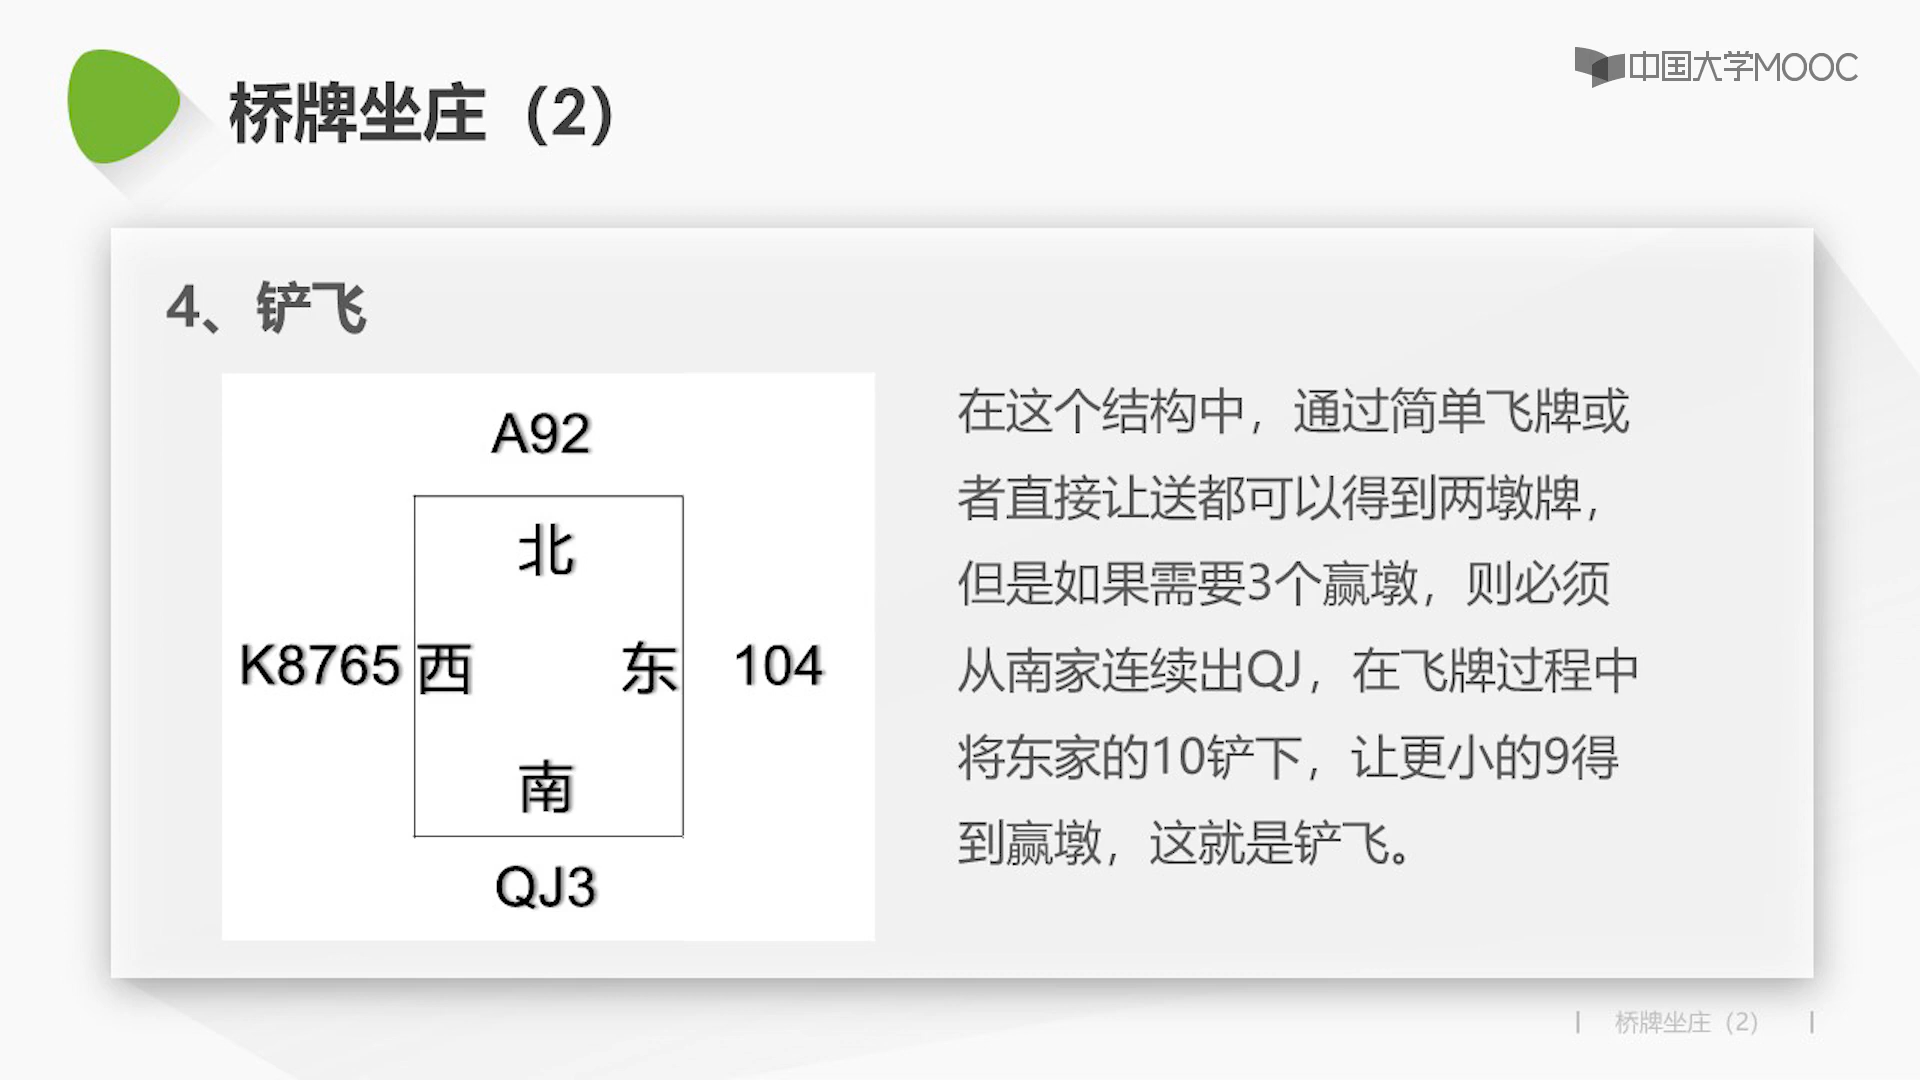 中国大学MOOC
桥牌坐庄（2）
4、铲飞
A92
北
K8765 西 东 104
南
QJ3
在这个结构中，通过简单飞牌或
者直接让送都可以得到两墩牌，
但是如果需要3个赢墩，则必须
从南家连续出QJ，在飞牌过程中
将东家的10铲下，让更小的9得
到赢墩，这就是铲飞。
桥牌坐庄（2）